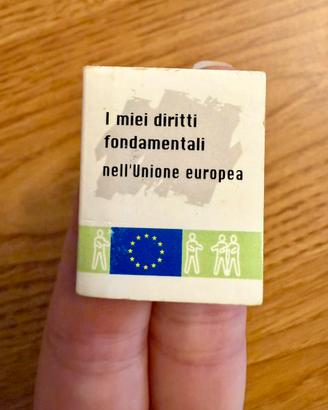 I miei diritti
fondamentali
nell'Unione europea